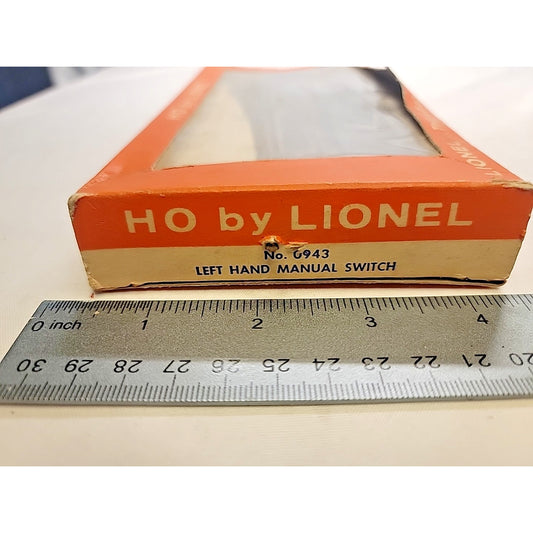 HO by LIONEL
No. 0943
LEFT HAND MANUAL SWITCH
LIONEL
0 inch 1 2 3 4
30 29 28 27 26 25 24 23 22 21 20